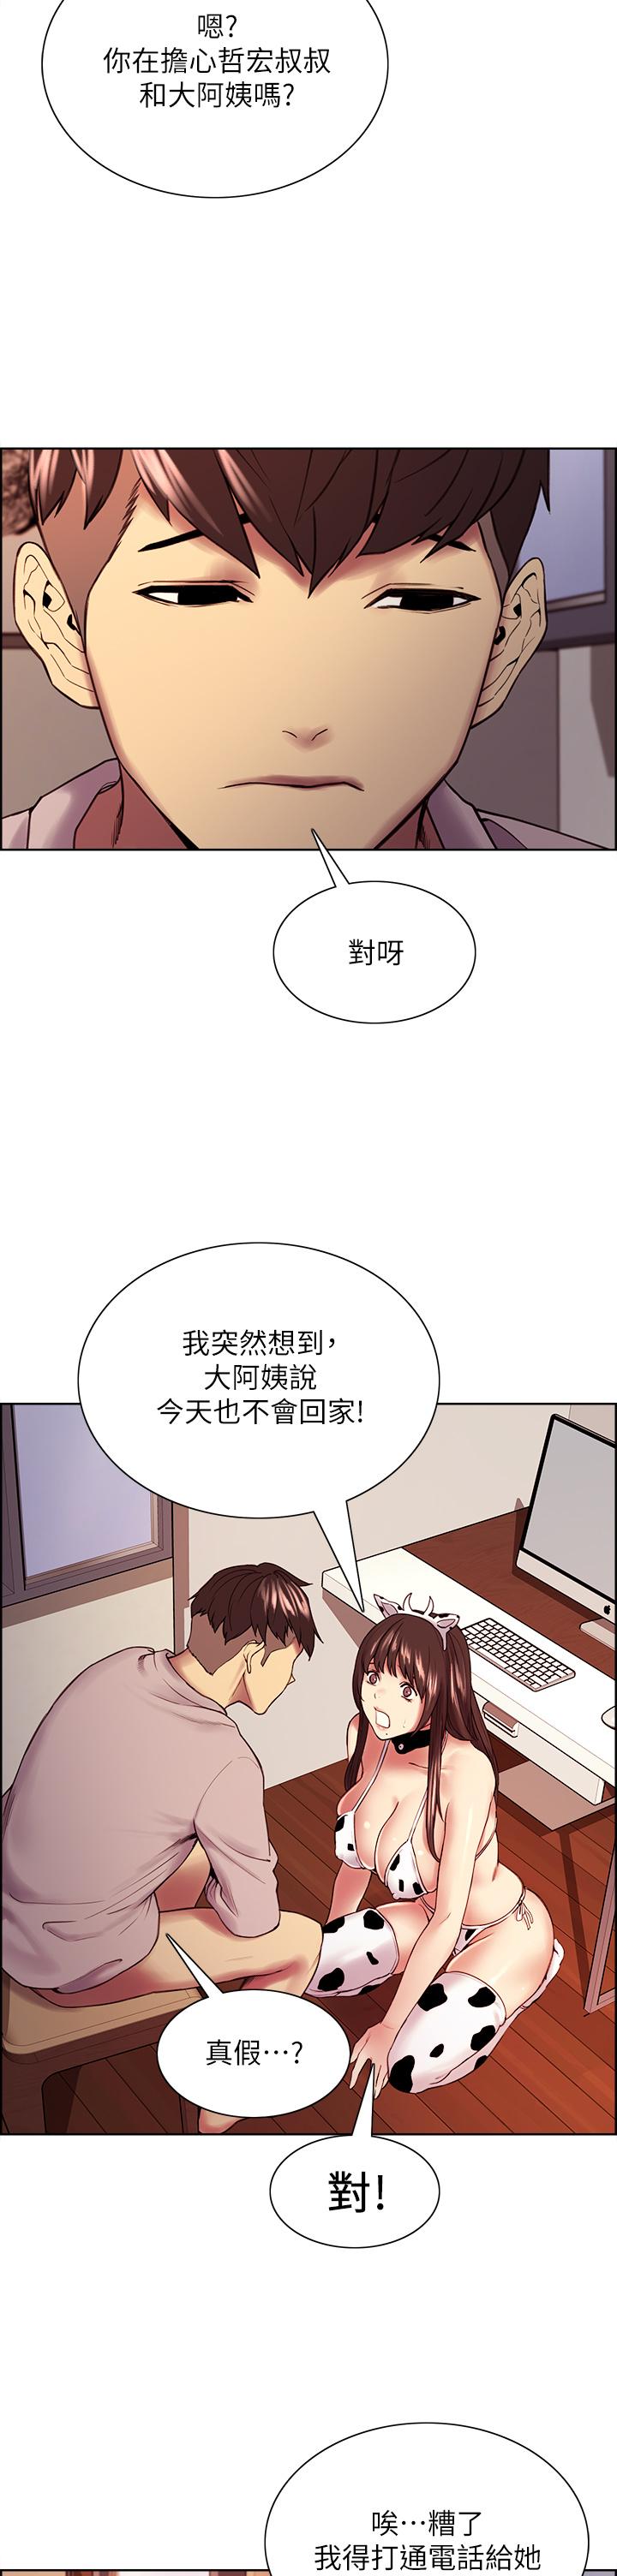 嗯?
你在擔心哲宏叔叔
和大阿姨嗎?
對呀
我突然想到，
大阿姨說
今天也不會回家!
真假…?
對!
唉…糟了
我得打通電話給她